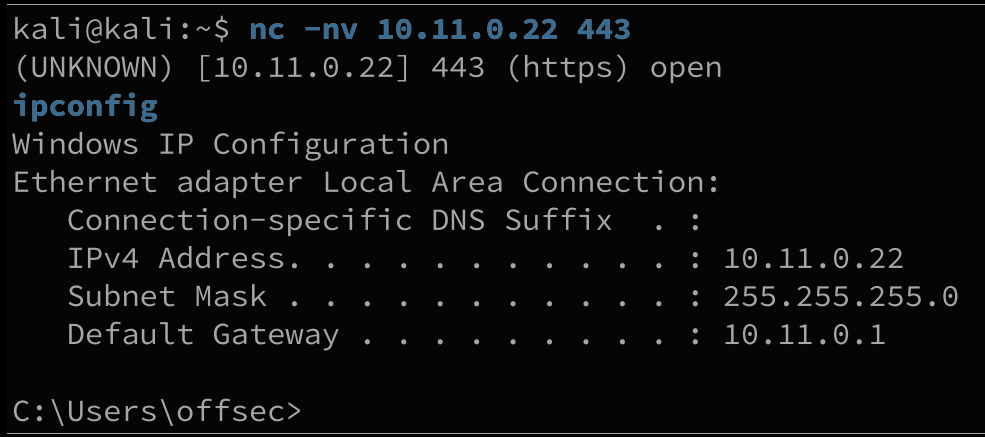 kali@kali:~$ nc -nv 10.11.0.22 443
(UNKNOWN) [10.11.0.22] 443 (https) open
ipconfig
Windows IP Configuration
Ethernet adapter Local Area Connection:
   Connection-specific DNS Suffix  . :
   IPv4 Address. . . . . . . . . . . : 10.11.0.22
   Subnet Mask . . . . . . . . . . . : 255.255.255.0
   Default Gateway . . . . . . . . . : 10.11.0.1
C:\Users\offsec>